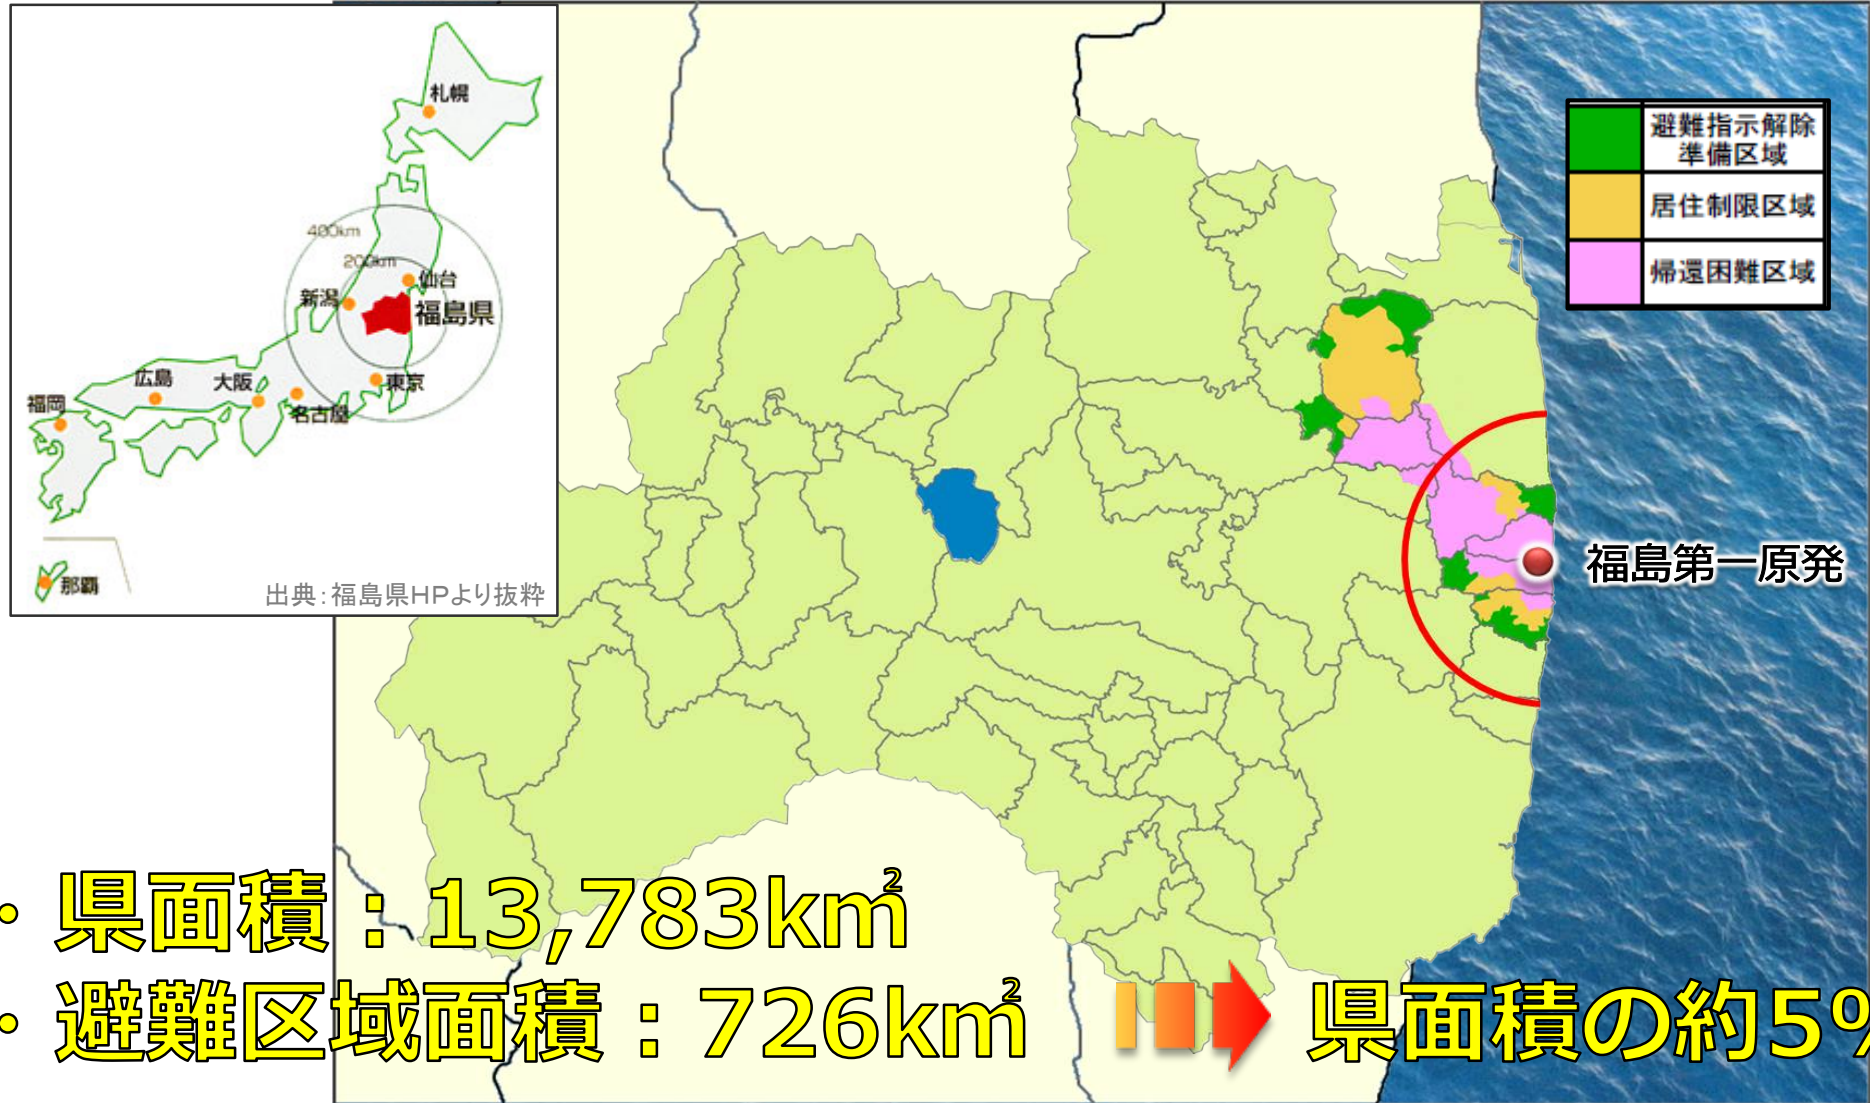 札幌
400km
200km
仙台
新潟
福島県
広島
大阪
東京
福岡
名古屋
那覇
出典：福島県HPより抜粋
避難指示解除
準備区域
居住制限区域
帰還困難区域
福島第一原発
・県面積：13,783k㎡
・避難区域面積：726k㎡
県面積の約5%